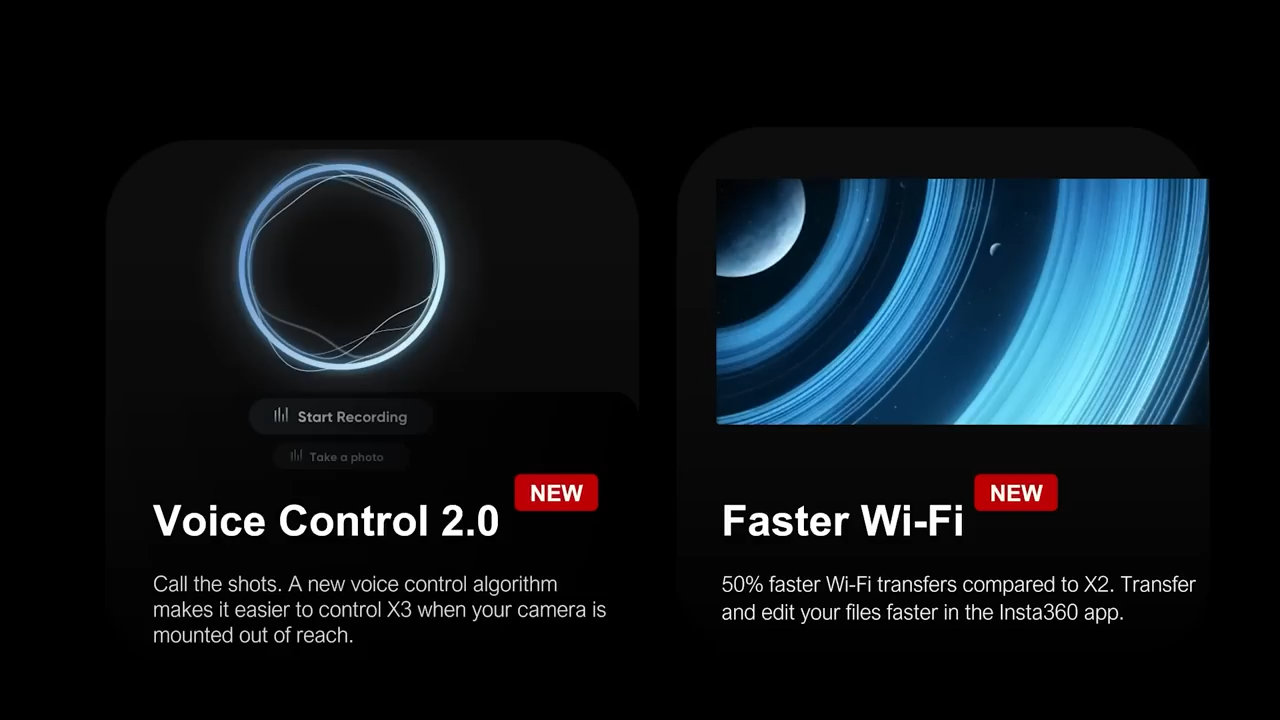 Start Recording
Take a photo
NEW
Voice Control 2.0
Call the shots. A new voice control algorithm
makes it easier to control X3 when your camera is
mounted out of reach.
NEW
Faster Wi-Fi
50% faster Wi-Fi transfers compared to X2. Transfer
and edit your files faster in the Insta360 app.